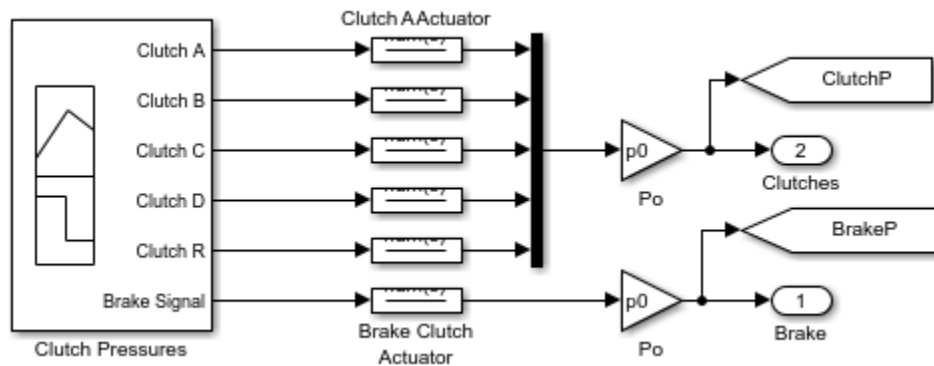 Clutch A Actuator
Clutch A
Clutch B
Clutch C
Clutch D
Clutch R
Brake Signal
Clutch Pressures
Brake Clutch
Actuator
p0
Po
p0
Po
ClutchP
2
Clutches
BrakeP
1
Brake